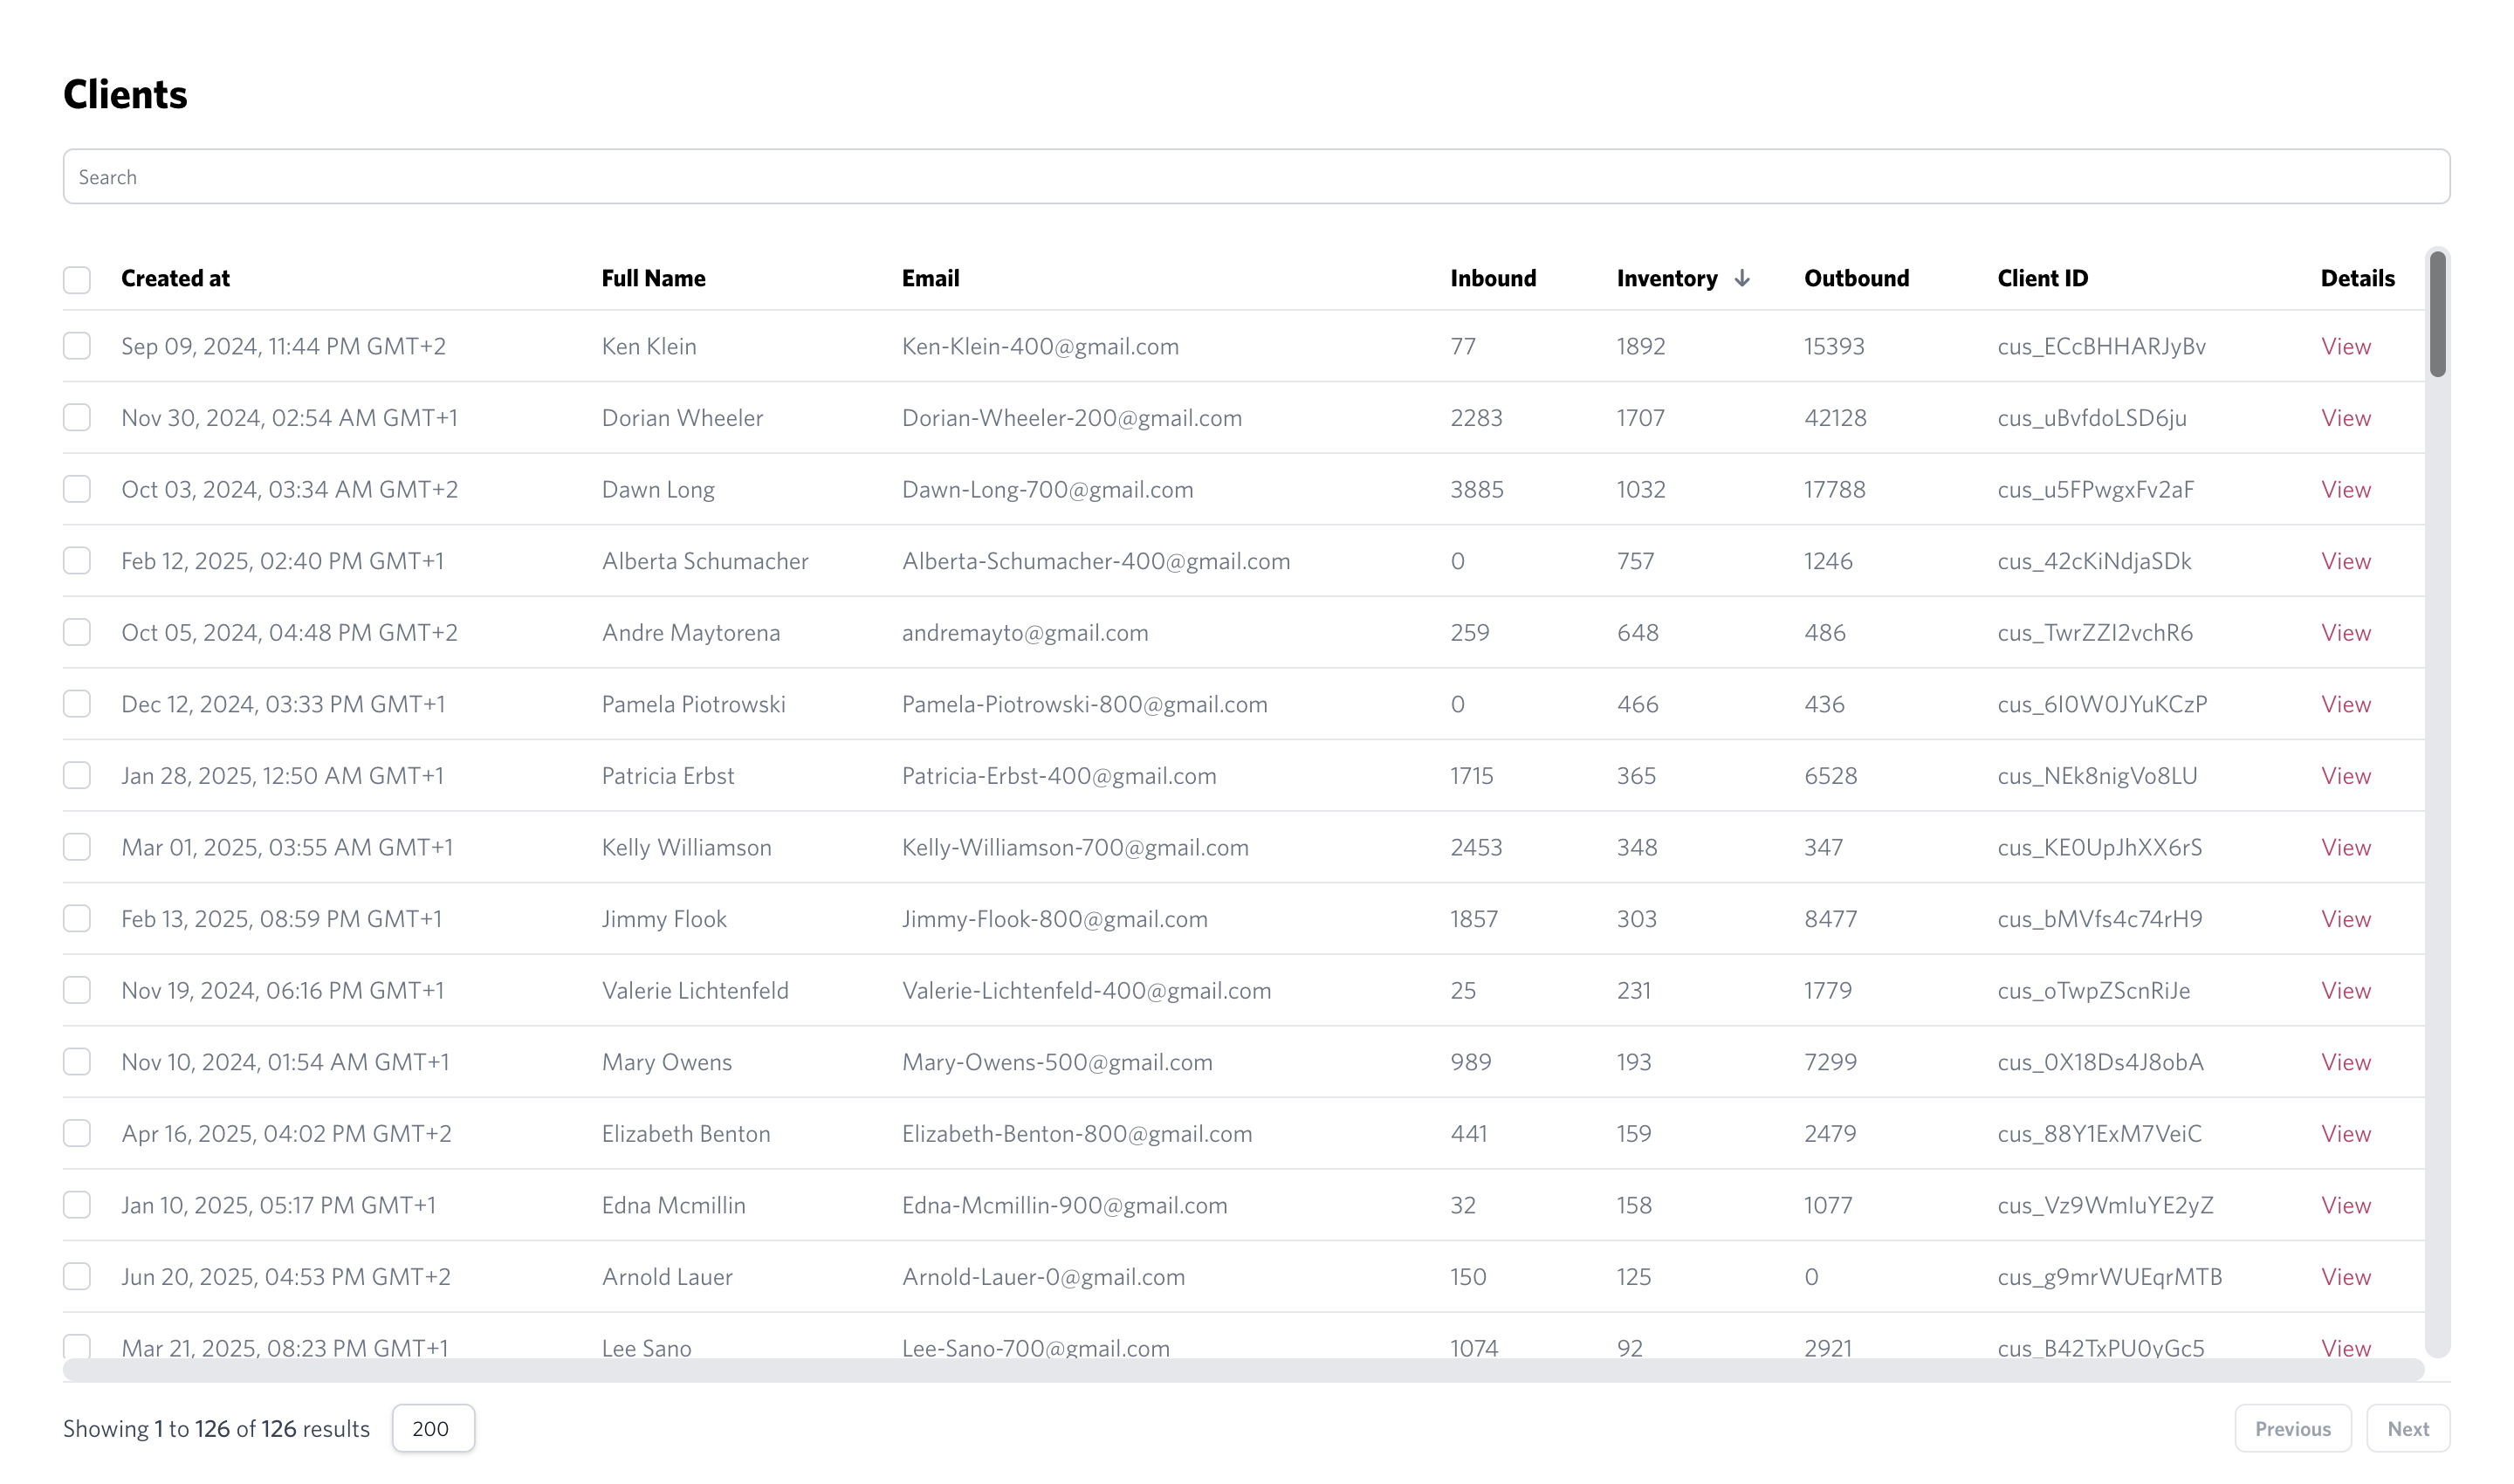 Clients
Search
Created at Full Name Email Inbound Inventory ↓ Outbound Client ID Details
Sep 09, 2024, 11:44 PM GMT+2 Ken Klein Ken-Klein-400@gmail.com 77 1892 15393 cus_ECcBHHARJyBv View
Nov 30, 2024, 02:54 AM GMT+1 Dorian Wheeler Dorian-Wheeler-200@gmail.com 2283 1707 42128 cus_uBvfdoLSD6ju View
Oct 03, 2024, 03:34 AM GMT+2 Dawn Long Dawn-Long-700@gmail.com 3885 1032 17788 cus_u5FPwgxFv2aF View
Feb 12, 2025, 02:40 PM GMT+1 Alberta Schumacher Alberta-Schumacher-400@gmail.com 0 757 1246 cus_42cKiNdjaSDk View
Oct 05, 2024, 04:48 PM GMT+2 Andre Maytorena andremayto@gmail.com 259 648 486 cus_TwrZZI2vchR6 View
Dec 12, 2024, 03:33 PM GMT+1 Pamela Piotrowski Pamela-Piotrowski-800@gmail.com 0 466 436 cus_6I0W0JYuKCzP View
Jan 28, 2025, 12:50 AM GMT+1 Patricia Erbst Patricia-Erbst-400@gmail.com 1715 365 6528 cus_NEk8nigVo8LU View
Mar 01, 2025, 03:55 AM GMT+1 Kelly Williamson Kelly-Williamson-700@gmail.com 2453 348 347 cus_KE0UpJhXX6rS View
Feb 13, 2025, 08:59 PM GMT+1 Jimmy Flook Jimmy-Flook-800@gmail.com 1857 303 8477 cus_bMVfs4c74rH9 View
Nov 19, 2024, 06:16 PM GMT+1 Valerie Lichtenfeld Valerie-Lichtenfeld-400@gmail.com 25 231 1779 cus_oTwpZScnRiJe View
Nov 10, 2024, 01:54 AM GMT+1 Mary Owens Mary-Owens-500@gmail.com 989 193 7299 cus_0X18Ds4J8obA View
Apr 16, 2025, 04:02 PM GMT+2 Elizabeth Benton Elizabeth-Benton-800@gmail.com 441 159 2479 cus_88Y1ExM7VeiC View
Jan 10, 2025, 05:17 PM GMT+1 Edna Mcmillin Edna-Mcmillin-900@gmail.com 32 158 1077 cus_Vz9WmIuYE2yZ View
Jun 20, 2025, 04:53 PM GMT+2 Arnold Lauer Arnold-Lauer-0@gmail.com 150 125 0 cus_g9mrWUEqrMTB View
Mar 21, 2025, 08:23 PM GMT+1 Lee Sano Lee-Sano-700@gmail.com 1074 92 2921 cus_B42TxPU0yGc5 View
Showing 1 to 126 of 126 results 200 Previous Next